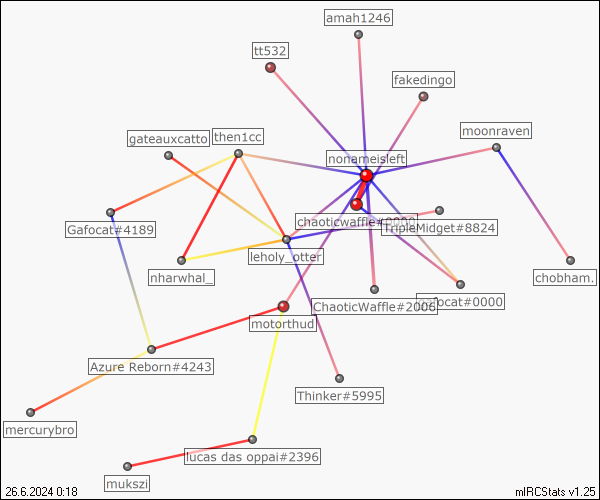 amah1246
tt532
fakedingo
moonraven
gateauxcatto
then1cc
nonameisleft
chaoticwaffle#0000
TripleMidget#8824
Gafocat#4189
leholy_otter
nharwhal_
chobham.
ChaoticWaffle#2006
gafocat#0000
motorthud
Azure Reborn#4243
Thinker#5995
mercurybro
lucas das oppai#2396
mukszi
26.6.2024 0:18
mIRCStats v1.25